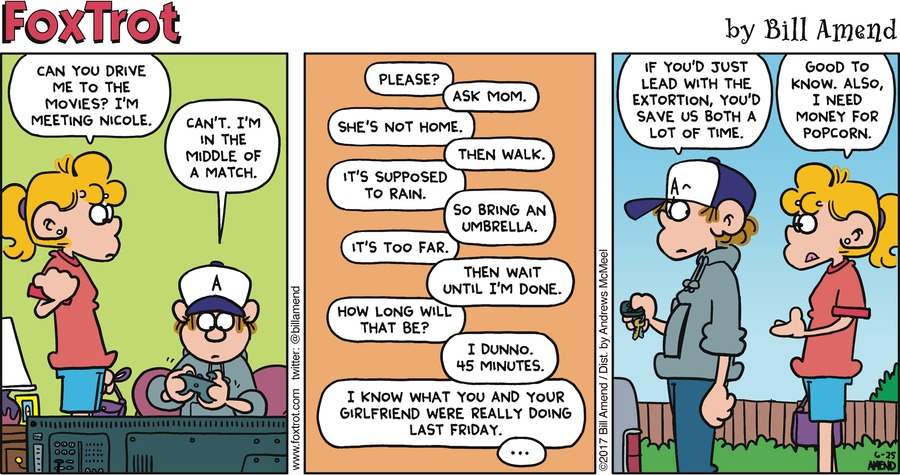 FoxTrot
by Bill Amend
CAN YOU DRIVE
ME TO THE
MOVIES? I'M
MEETING NICOLE.
CAN'T. I'M
IN THE
MIDDLE OF
A MATCH.
A
www.foxtrot.com twitter: @billamend
PLEASE?
ASK MOM.
SHE'S NOT HOME.
THEN WALK.
IT'S SUPPOSED
TO RAIN.
SO BRING AN
UMBRELLA.
IT'S TOO FAR.
THEN WAIT
UNTIL I'M DONE.
HOW LONG WILL
THAT BE?
I DUNNO.
45 MINUTES.
I KNOW WHAT YOU AND YOUR
GIRLFRIEND WERE REALLY DOING
LAST FRIDAY.
...
©2017 Bill Amend / Dist. by Andrews McMeel
IF YOU'D JUST
LEAD WITH THE
EXTORTION, YOU'D
SAVE US BOTH A
LOT OF TIME.
GOOD TO
KNOW. ALSO,
I NEED
MONEY FOR
POPCORN.
A
6-25
AMEND